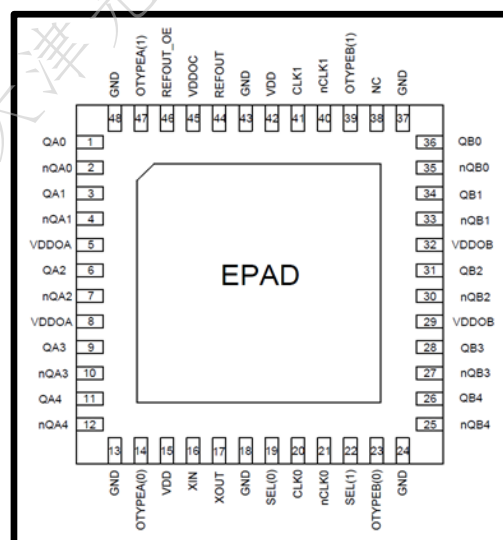 天津
GND OTYPEA(1) REFOUT_OE VDDOC REFOUT GND VDD CLK1 nCLK1 OTYPEB(1) NC GND
48 47 46 45 44 43 42 41 40 39 38 37
QA0 1 36 QB0
nQA0 2 35 nQB0
QA1 3 34 QB1
nQA1 4 33 nQB1
VDDOA 5 32 VDDOB
QA2 6 31 QB2
nQA2 7 30 nQB2
VDDOA 8 29 VDDOB
QA3 9 28 QB3
nQA3 10 27 nQB3
QA4 11 26 QB4
nQA4 12 25 nQB4
EPAD
13 14 15 16 17 18 19 20 21 22 23 24
GND OTYPEA(0) VDD XIN XOUT GND SEL(0) CLK0 nCLK0 SEL(1) OTYPEB(0) GND